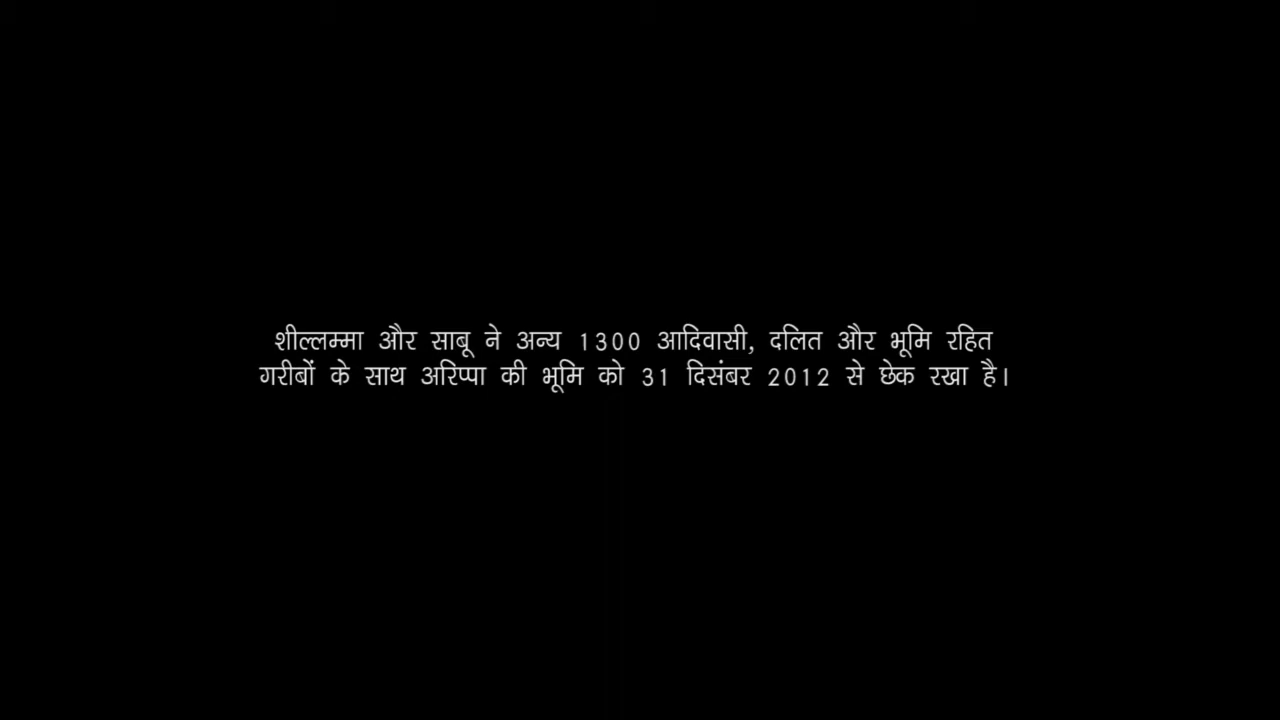 शील्लम्मा और साबू ने अन्य 1300 आदिवासी, दलित और भूमि रहित
गरीबों के साथ अरिप्पा की भूमि को 31 दिसंबर 2012 से छेक रखा है।